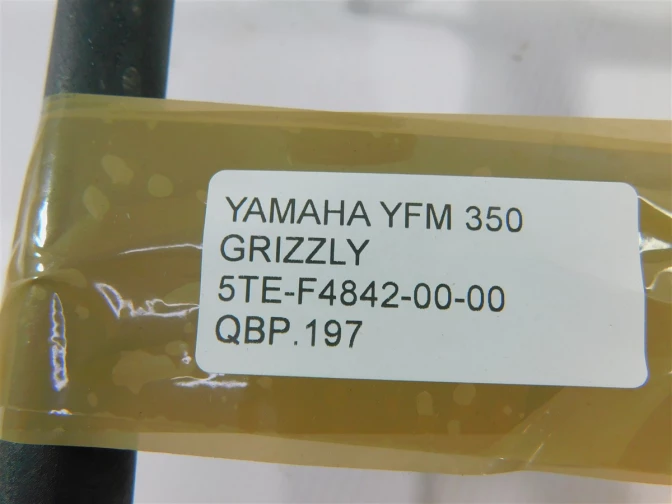 YAMAHA YFM 350
GRIZZLY
5TE-F4842-00-00
QBP.197